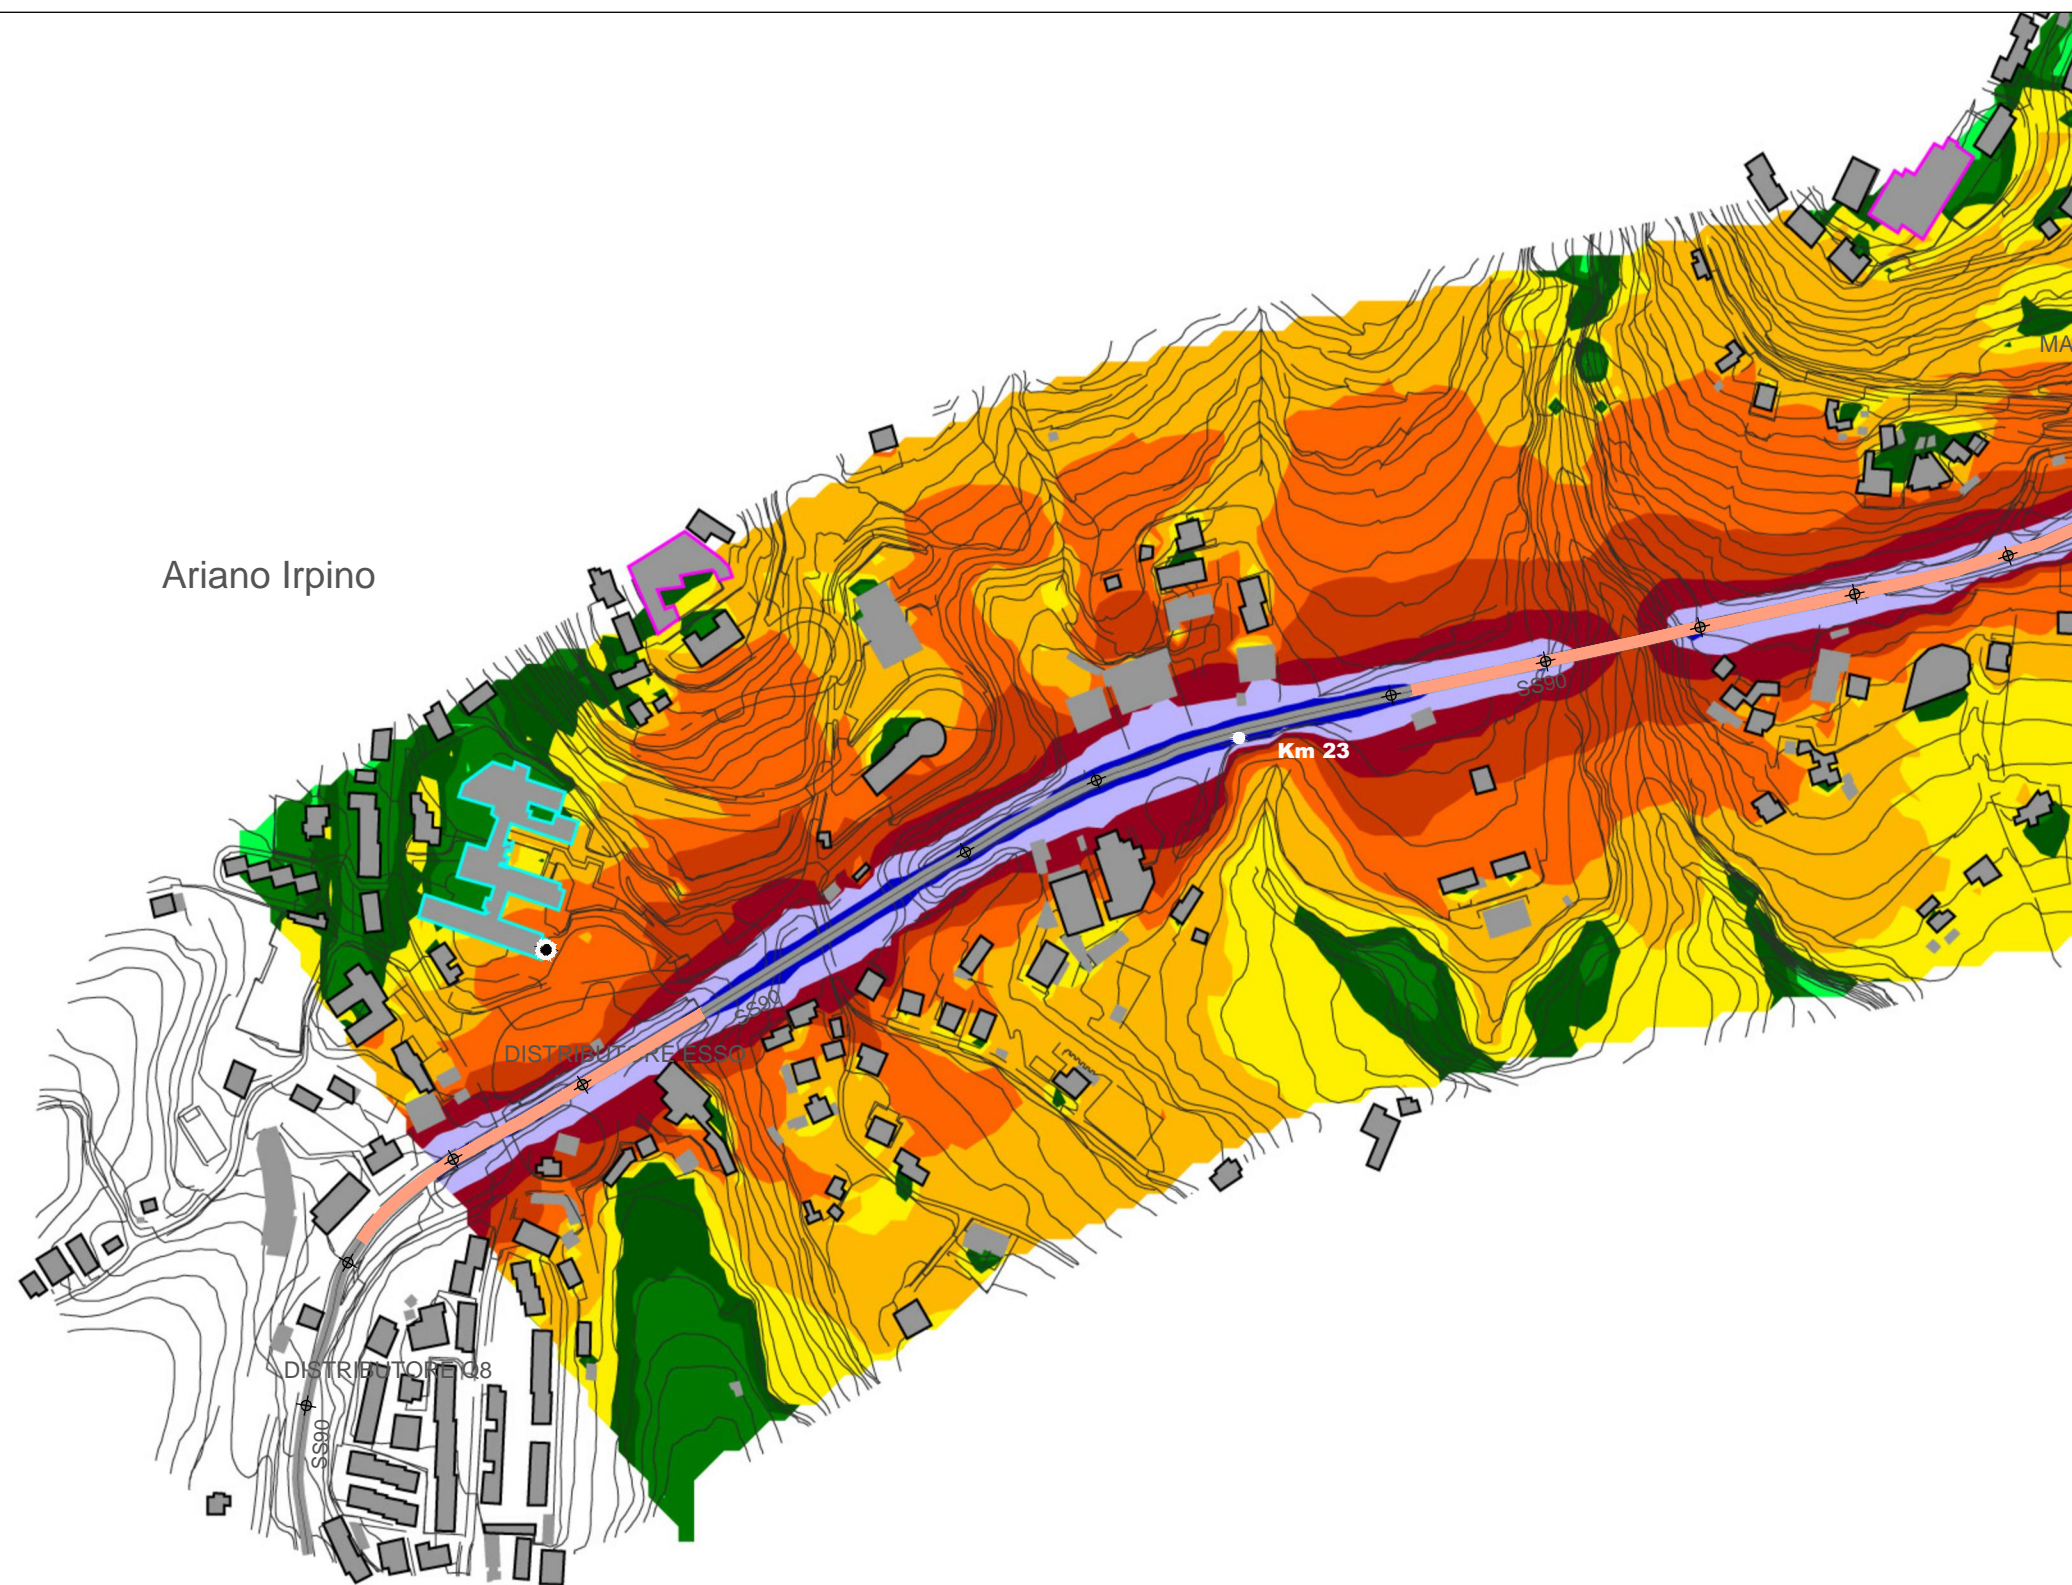 MA
Ariano Irpino
SS90
Km 23
SS90
DISTRIBUTORE ESSO
DISTRIBUTORE Q8
SS90